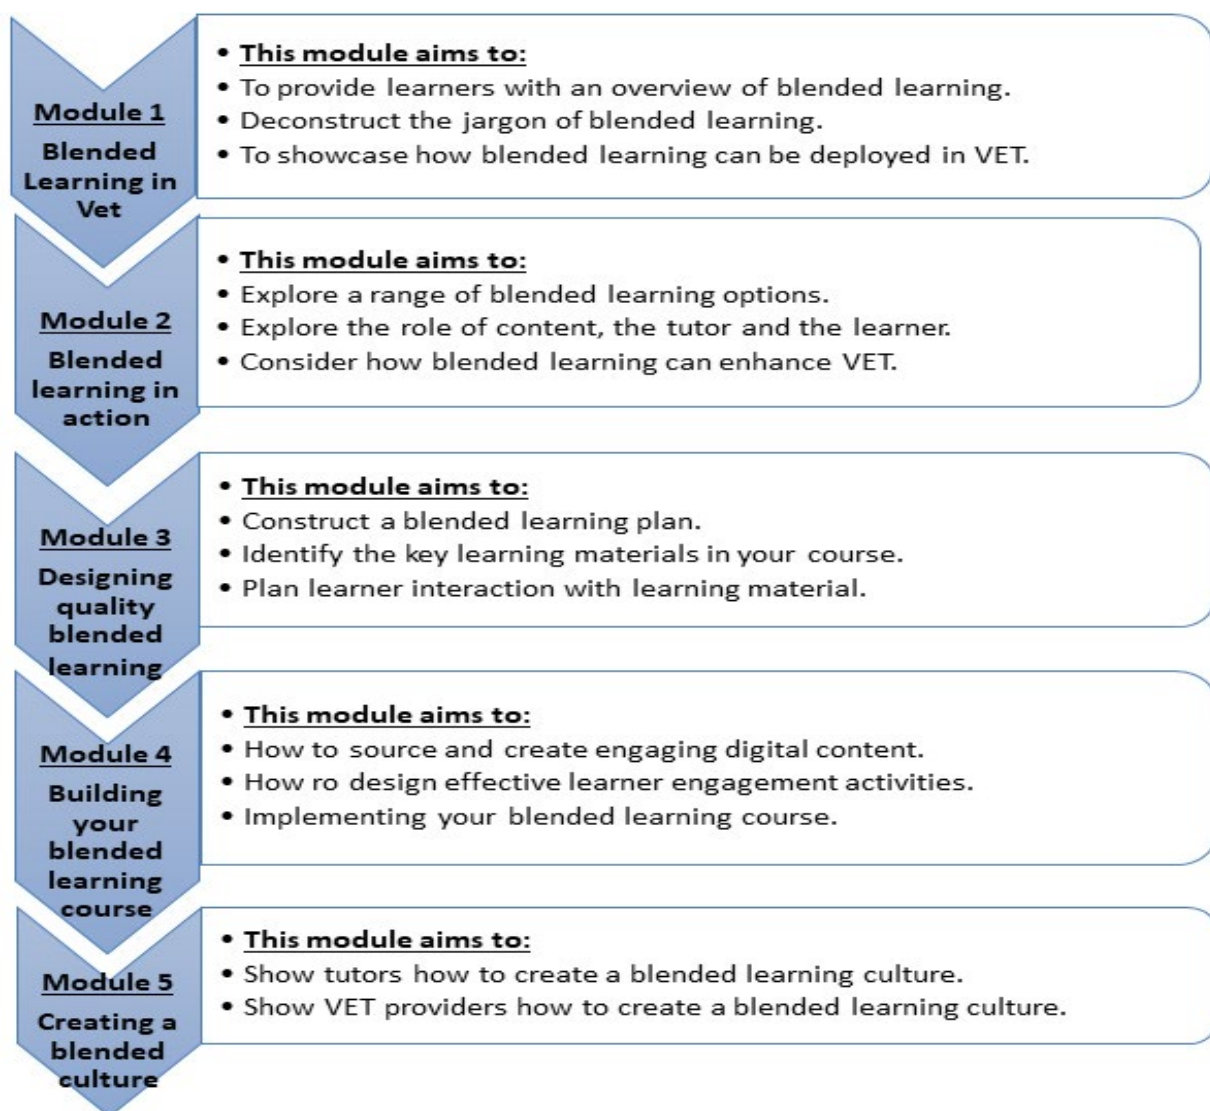 Module 1
Blended
Learning in
Vet
• This module aims to:
• To provide learners with an overview of blended learning.
• Deconstruct the jargon of blended learning.
• To showcase how blended learning can be deployed in VET.
Module 2
Blended
learning in
action
• This module aims to:
• Explore a range of blended learning options.
• Explore the role of content, the tutor and the learner.
• Consider how blended learning can enhance VET.
Module 3
Designing
quality
blended
learning
• This module aims to:
• Construct a blended learning plan.
• Identify the key learning materials in your course.
• Plan learner interaction with learning material.
Module 4
Building
your
blended
learning
course
• This module aims to:
• How to source and create engaging digital content.
• How ro design effective learner engagement activities.
• Implementing your blended learning course.
Module 5
Creating a
blended
culture
• This module aims to:
• Show tutors how to create a blended learning culture.
• Show VET providers how to create a blended learning culture.